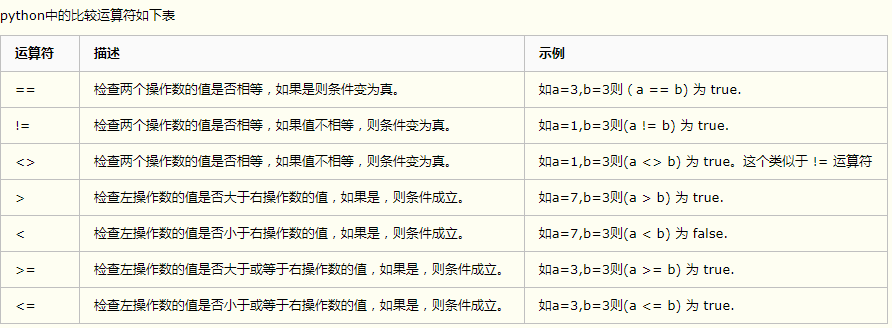 python中的比较运算符如下表
运算符 描述 示例
== 检查两个操作数的值是否相等，如果是则条件变为真。 如a=3,b=3则（a == b) 为 true.
!= 检查两个操作数的值是否相等，如果值不相等，则条件变为真。 如a=1,b=3则(a != b) 为 true.
<> 检查两个操作数的值是否相等，如果值不相等，则条件变为真。 如a=1,b=3则(a <> b) 为 true。这个类似于 != 运算符
> 检查左操作数的值是否大于右操作数的值，如果是，则条件成立。 如a=7,b=3则(a > b) 为 true.
< 检查左操作数的值是否小于右操作数的值，如果是，则条件成立。 如a=7,b=3则(a < b) 为 false.
>= 检查左操作数的值是否大于或等于右操作数的值，如果是，则条件成立。 如a=3,b=3则(a >= b) 为 true.
<= 检查左操作数的值是否小于或等于右操作数的值，如果是，则条件成立。 如a=3,b=3则(a <= b) 为 true.